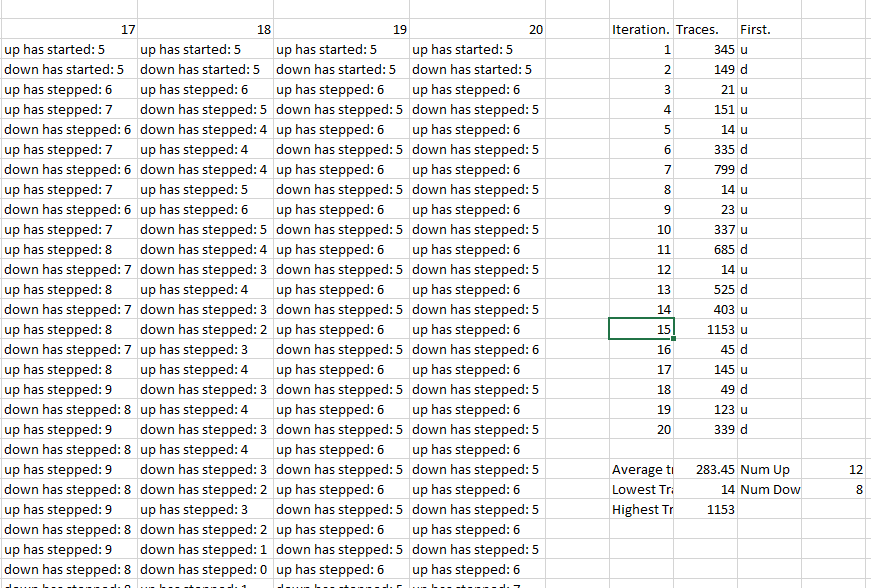 17 18 19 20 Iteration. Traces. First.
up has started: 5 up has started: 5 up has started: 5 up has started: 5 1 345 u
down has started: 5 down has started: 5 down has started: 5 down has started: 5 2 149 d
up has stepped: 6 up has stepped: 6 up has stepped: 6 up has stepped: 6 3 21 u
up has stepped: 7 down has stepped: 5 down has stepped: 5 down has stepped: 5 4 151 u
down has stepped: 6 down has stepped: 4 up has stepped: 6 up has stepped: 6 5 14 u
up has stepped: 7 up has stepped: 4 down has stepped: 5 down has stepped: 5 6 335 d
down has stepped: 6 down has stepped: 4 up has stepped: 6 up has stepped: 6 7 799 d
up has stepped: 7 up has stepped: 5 down has stepped: 5 down has stepped: 5 8 14 u
down has stepped: 6 up has stepped: 6 up has stepped: 6 up has stepped: 6 9 23 u
up has stepped: 7 down has stepped: 5 down has stepped: 5 down has stepped: 5 10 337 u
up has stepped: 8 down has stepped: 4 up has stepped: 6 up has stepped: 6 11 685 d
down has stepped: 7 down has stepped: 3 down has stepped: 5 down has stepped: 5 12 14 u
up has stepped: 8 up has stepped: 4 up has stepped: 6 up has stepped: 6 13 525 d
down has stepped: 7 down has stepped: 3 down has stepped: 5 down has stepped: 5 14 403 u
up has stepped: 8 down has stepped: 2 up has stepped: 6 up has stepped: 6 15 1153 u
down has stepped: 7 up has stepped: 3 down has stepped: 5 down has stepped: 6 16 45 d
up has stepped: 8 up has stepped: 4 up has stepped: 6 up has stepped: 6 17 145 u
up has stepped: 9 down has stepped: 3 down has stepped: 5 down has stepped: 5 18 49 d
down has stepped: 8 up has stepped: 4 up has stepped: 6 up has stepped: 6 19 123 u
up has stepped: 9 down has stepped: 3 down has stepped: 5 down has stepped: 5 20 339 d
down has stepped: 8 up has stepped: 4 up has stepped: 6 up has stepped: 6
up has stepped: 9 down has stepped: 3 down has stepped: 5 down has stepped: 5 Average 283.45 Num Up 12
down has stepped: 8 down has stepped: 2 up has stepped: 6 up has stepped: 6 Lowest Tra 14 Num Dow 8
up has stepped: 9 up has stepped: 3 down has stepped: 5 down has stepped: 5 Highest Tr 1153
down has stepped: 8 down has stepped: 2 up has stepped: 6 up has stepped: 6
up has stepped: 9 down has stepped: 1 down has stepped: 5 down has stepped: 5
down has stepped: 8 down has stepped: 0 up has stepped: 6 up has stepped: 6